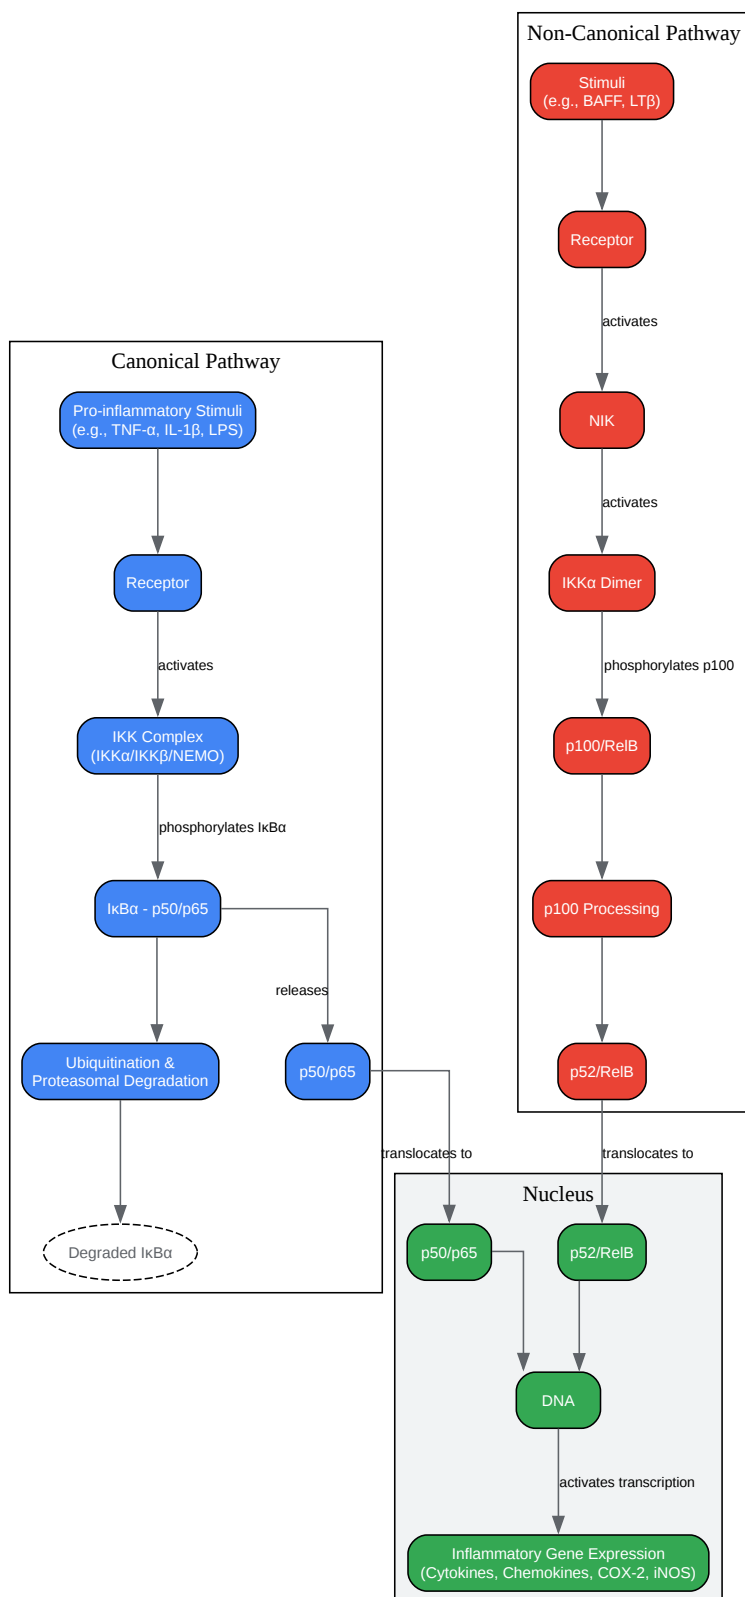 Non-Canonical Pathway
Stimuli
(e.g., BAFF, LTβ)
Receptor
activates
NIK
activates
IKKα Dimer
phosphorylates p100
p100/RelB
p100 Processing
p52/RelB
translocates to
Canonical Pathway
Pro-inflammatory Stimuli
(e.g., TNF-α, IL-1β, LPS)
Receptor
activates
IKK Complex
(IKKα/IKKβ/NEMO)
phosphorylates IκBα
IκBα - p50/p65
releases
Ubiquitination &
Proteasomal Degradation
p50/p65
translocates to
Degraded IκBα
Nucleus
p50/p65
p52/RelB
DNA
activates transcription
Inflammatory Gene Expression
(Cytokines, Chemokines, COX-2, iNOS)